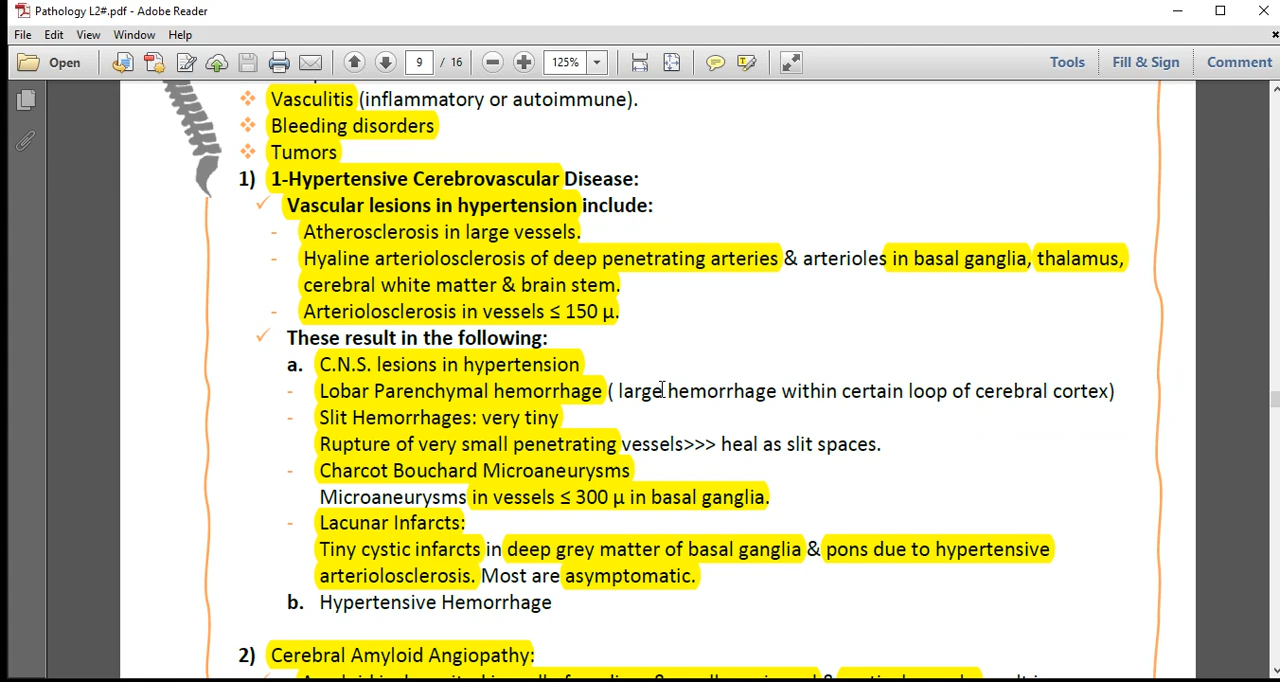 Pathology L2#.pdf - Adobe Reader
File Edit View Window Help
Open 9 / 16 125% Tools Fill & Sign Comment
Vasculitis (inflammatory or autoimmune).
Bleeding disorders
Tumors
1) 1-Hypertensive Cerebrovascular Disease:
Vascular lesions in hypertension include:
- Atherosclerosis in large vessels.
- Hyaline arteriolosclerosis of deep penetrating arteries & arterioles in basal ganglia, thalamus,
cerebral white matter & brain stem.
- Arteriolosclerosis in vessels ≤ 150 µ.
These result in the following:
a. C.N.S. lesions in hypertension
- Lobar Parenchymal hemorrhage ( large hemorrhage within certain loop of cerebral cortex)
- Slit Hemorrhages: very tiny
Rupture of very small penetrating vessels>>> heal as slit spaces.
- Charcot Bouchard Microaneurysms
Microaneurysms in vessels ≤ 300 µ in basal ganglia.
- Lacunar Infarcts:
Tiny cystic infarcts in deep grey matter of basal ganglia & pons due to hypertensive
arteriolosclerosis. Most are asymptomatic.
b. Hypertensive Hemorrhage
2) Cerebral Amyloid Angiopathy: